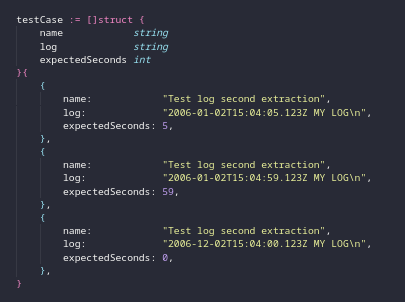 testCase := []struct {
    name            string
    log             string
    expectedSeconds int
}{
    {
        name:            "Test log second extraction",
        log:             "2006-01-02T15:04:05.123Z MY LOG\n",
        expectedSeconds: 5,
    },
    {
        name:            "Test log second extraction",
        log:             "2006-01-02T15:04:59.123Z MY LOG\n",
        expectedSeconds: 59,
    },
    {
        name:            "Test log second extraction",
        log:             "2006-12-02T15:04:00.123Z MY LOG\n",
        expectedSeconds: 0,
    },
}